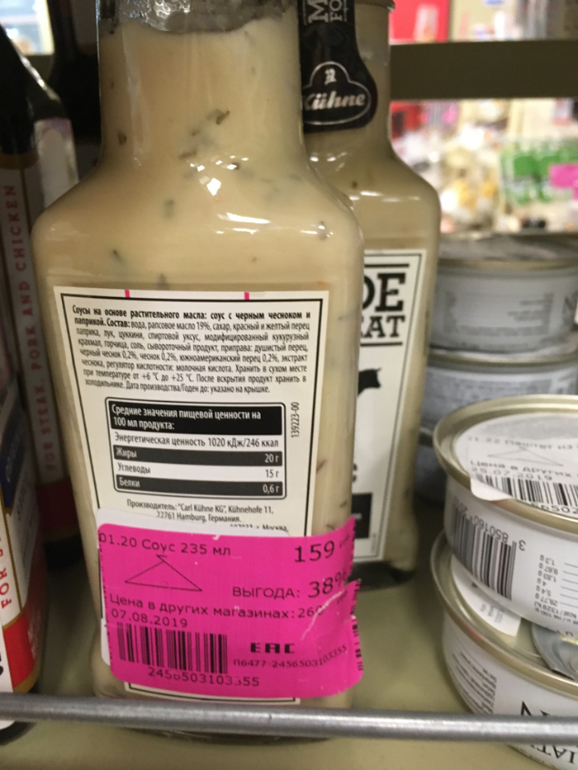 Kühne
FOR STEAK PORK AND CHICKEN
Соусы на основе растительного масла: соус с черным чесноком и
паприкой. Состав: вода, рапсовое масло 19%, сахар, красный и желтый перец
паприка, лук, цуккини, спиртовой уксус, модифицированный кукурузный
крахмал, горчица, соль, сывороточный продукт, приправа: душистый перец,
черный чеснок 0,2%, чеснок 0,2%, южноамериканский перец 0,2%, экстракт
чеснока, регулятор кислотности: молочная кислота. Хранить в сухом месте
при температуре от +6 °C до +25 °C. После вскрытия продукт хранить в
холодильнике. Дата производства/Годен до: указано на крышке.
Средние значения пищевой ценности на
100 мл продукта:
Энергетическая ценность 1020 кДж/246 ккал
Жиры 20 г
Углеводы 15 г
Белки 0,6 г
139223-00
Производитель: "Carl Kühne KG", Kühnehofe 11,
22761 Hamburg, Германия.
01.20 Соус 235 мл
159
ВЫГОДА: 38%
Цена в других магазинах: 260
07.08.2019
EAC
П6477-2456503103355
2456503103355